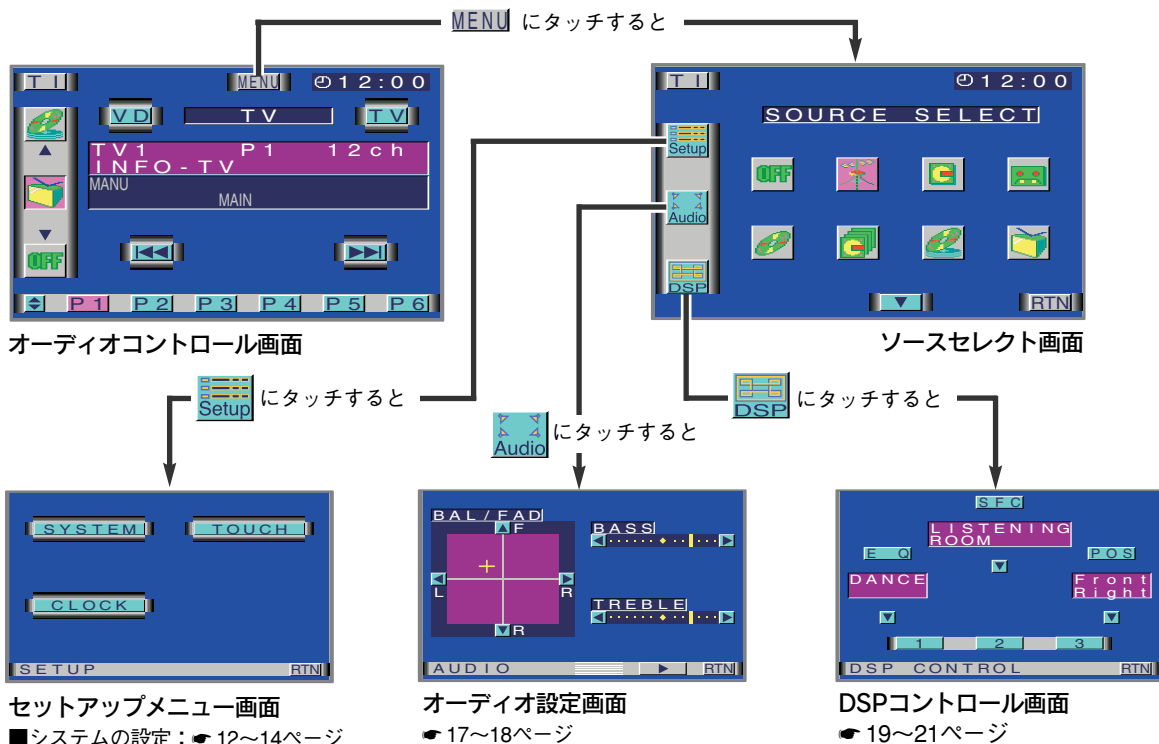 MENU にタッチすると
TI MENU 12:00
VD TV TV
TV1 P1 12ch
INFO-TV
MANU
MAIN
OFF
P1 P2 P3 P4 P5 P6
オーディオコントロール画面
TI 12:00
SOURCE SELECT
Setup
OFF
Audio
DSP
RTN
ソースセレクト画面
Setup にタッチすると
Audio にタッチすると
DSP にタッチすると
SYSTEM TOUCH
CLOCK
SETUP RTN
セットアップメニュー画面
■システムの設定：☛ 12〜14ページ
BAL/FAD
F
L R
R
BASS
TREBLE
AUDIO RTN
オーディオ設定画面
☛ 17〜18ページ
SFC
LISTENING
ROOM
EQ POS
DANCE
Front
Right
1 2 3
DSP CONTROL RTN
DSPコントロール画面
☛ 19〜21ページ